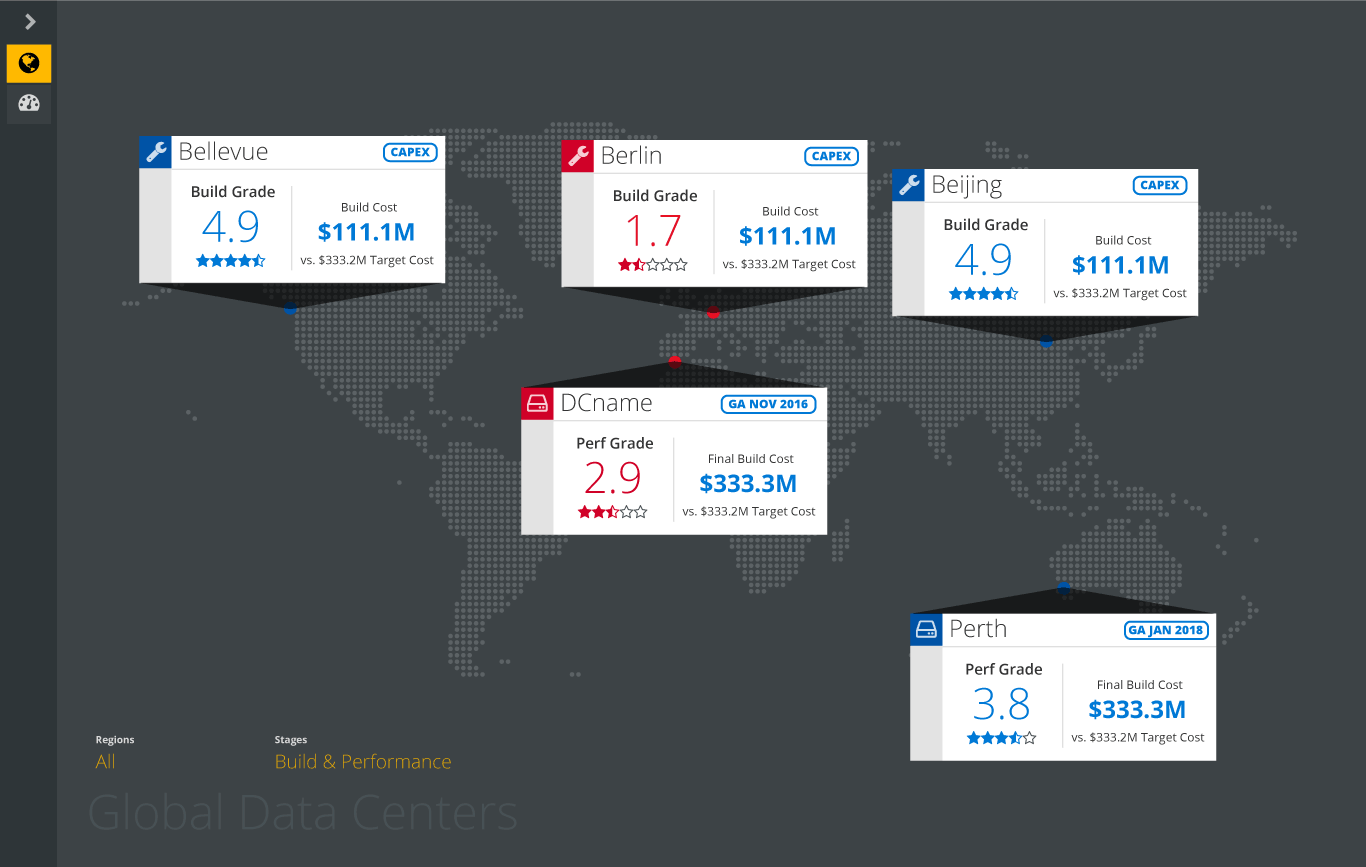 Bellevue
CAPEX
Build Grade
4.9
Build Cost
$111.1M
vs. $333.2M Target Cost
Berlin
CAPEX
Build Grade
1.7
Build Cost
$111.1M
vs. $333.2M Target Cost
Beijing
CAPEX
Build Grade
4.9
Build Cost
$111.1M
vs. $333.2M Target Cost
DCname
GA NOV 2016
Perf Grade
2.9
Final Build Cost
$333.3M
vs. $333.2M Target Cost
Perth
GA JAN 2018
Perf Grade
3.8
Final Build Cost
$333.3M
vs. $333.2M Target Cost
Regions
All
Stages
Build & Performance
Global Data Centers